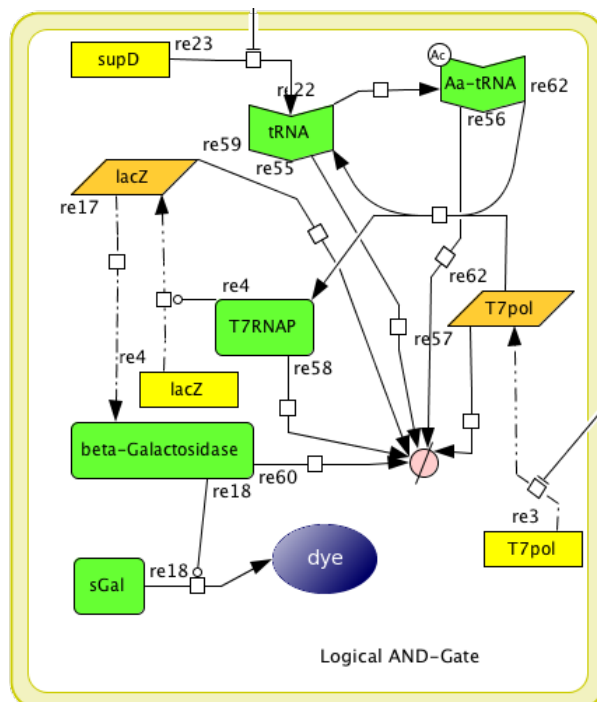 re23
supD
Ac
Aa-tRNA
re62
re22
re56
tRNA
re59
re55
lacZ
re17
re4
re62
T7RNAP
T7pol
re57
re4
re58
lacZ
beta-Galactosidase
re60
re18
re3
T7pol
dye
re18
sGal
Logical AND-Gate